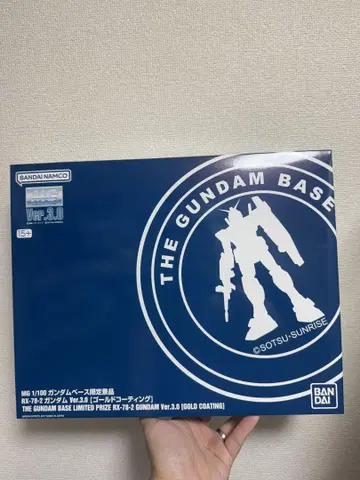 BANDAI NAMCO
MG
Ver.3.0
15+
THE GUNDAM BASE
©SOTSU・SUNRISE
MG 1/100 ガンダムベース限定景品
RX-78-2 ガンダム Ver.3.0 [ゴールドコーティング]
THE GUNDAM BASE LIMITED PRIZE RX-78-2 GUNDAM Ver.3.0 [GOLD COATING]
BAN
DAI